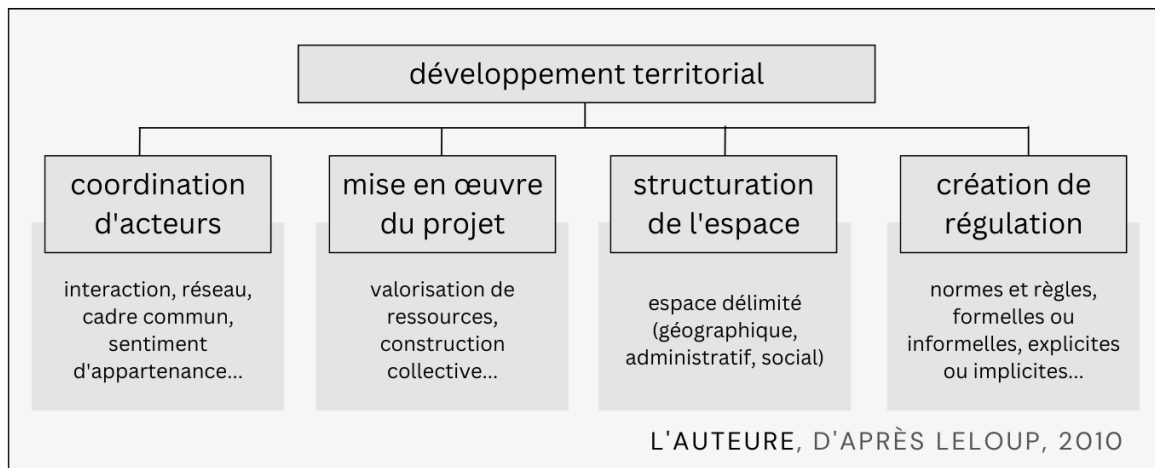 développement territorial
coordination
d'acteurs
interaction, réseau,
cadre commun,
sentiment
d'appartenance...
mise en œuvre
du projet
valorisation de
ressources,
construction
collective...
structuration
de l'espace
espace délimité
(géographique,
administratif, social)
création de
régulation
normes et règles,
formelles ou
informelles, explicites
ou implicites...
L'AUTEURE, D'APRÈS LELOUP, 2010